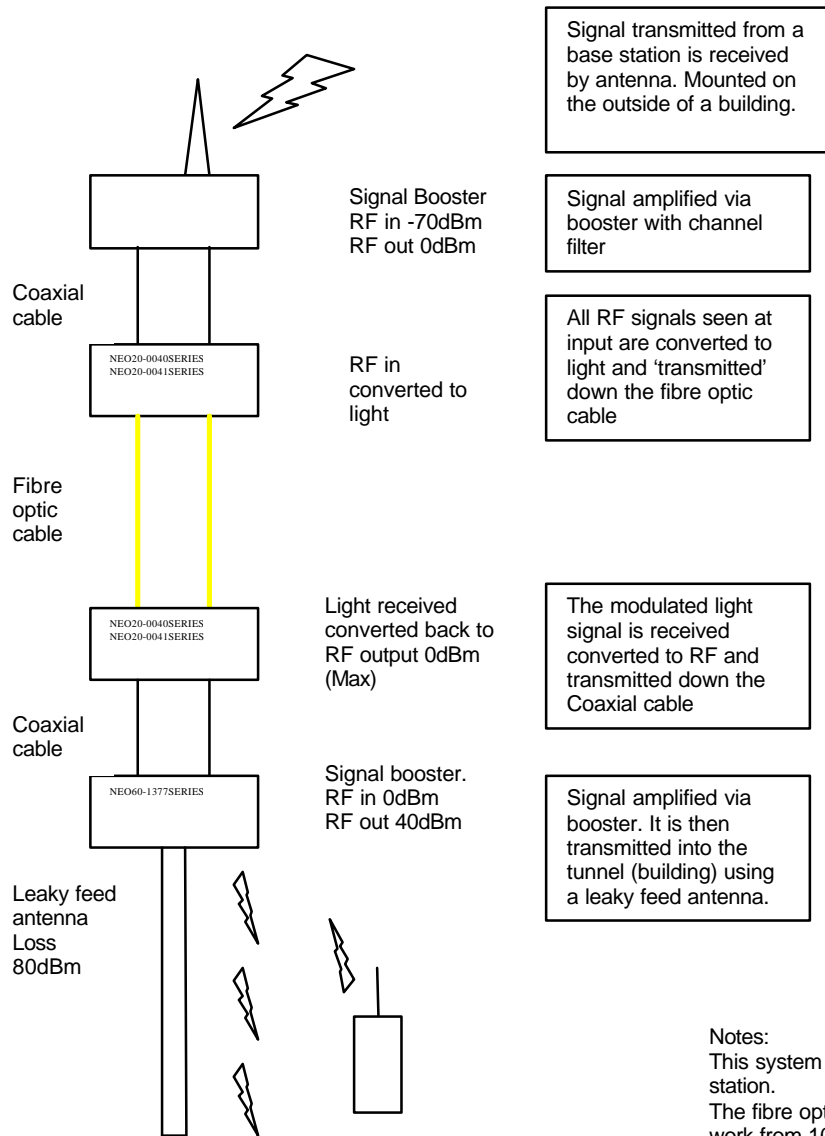 Signal transmitted from a
base station is received
by antenna. Mounted on
the outside of a building.
Signal Booster
RF in -70dBm
RF out 0dBm
Signal amplified via
booster with channel
filter
Coaxial
cable
NEO20-0040SERIES
NEO20-0041SERIES
RF in
converted to
light
All RF signals seen at
input are converted to
light and ‘transmitted’
down the fibre optic
cable
Fibre
optic
cable
NEO20-0040SERIES
NEO20-0041SERIES
Light received
converted back to
RF output 0dBm
(Max)
The modulated light
signal is received
converted to RF and
transmitted down the
Coaxial cable
Coaxial
cable
NEO60-1377SERIES
Signal booster.
RF in 0dBm
RF out 40dBm
Signal amplified via
booster. It is then
transmitted into the
tunnel (building) using
a leaky feed antenna.
Leaky feed
antenna
Loss
80dBm
Notes:
This system
station.
The fibre
work from